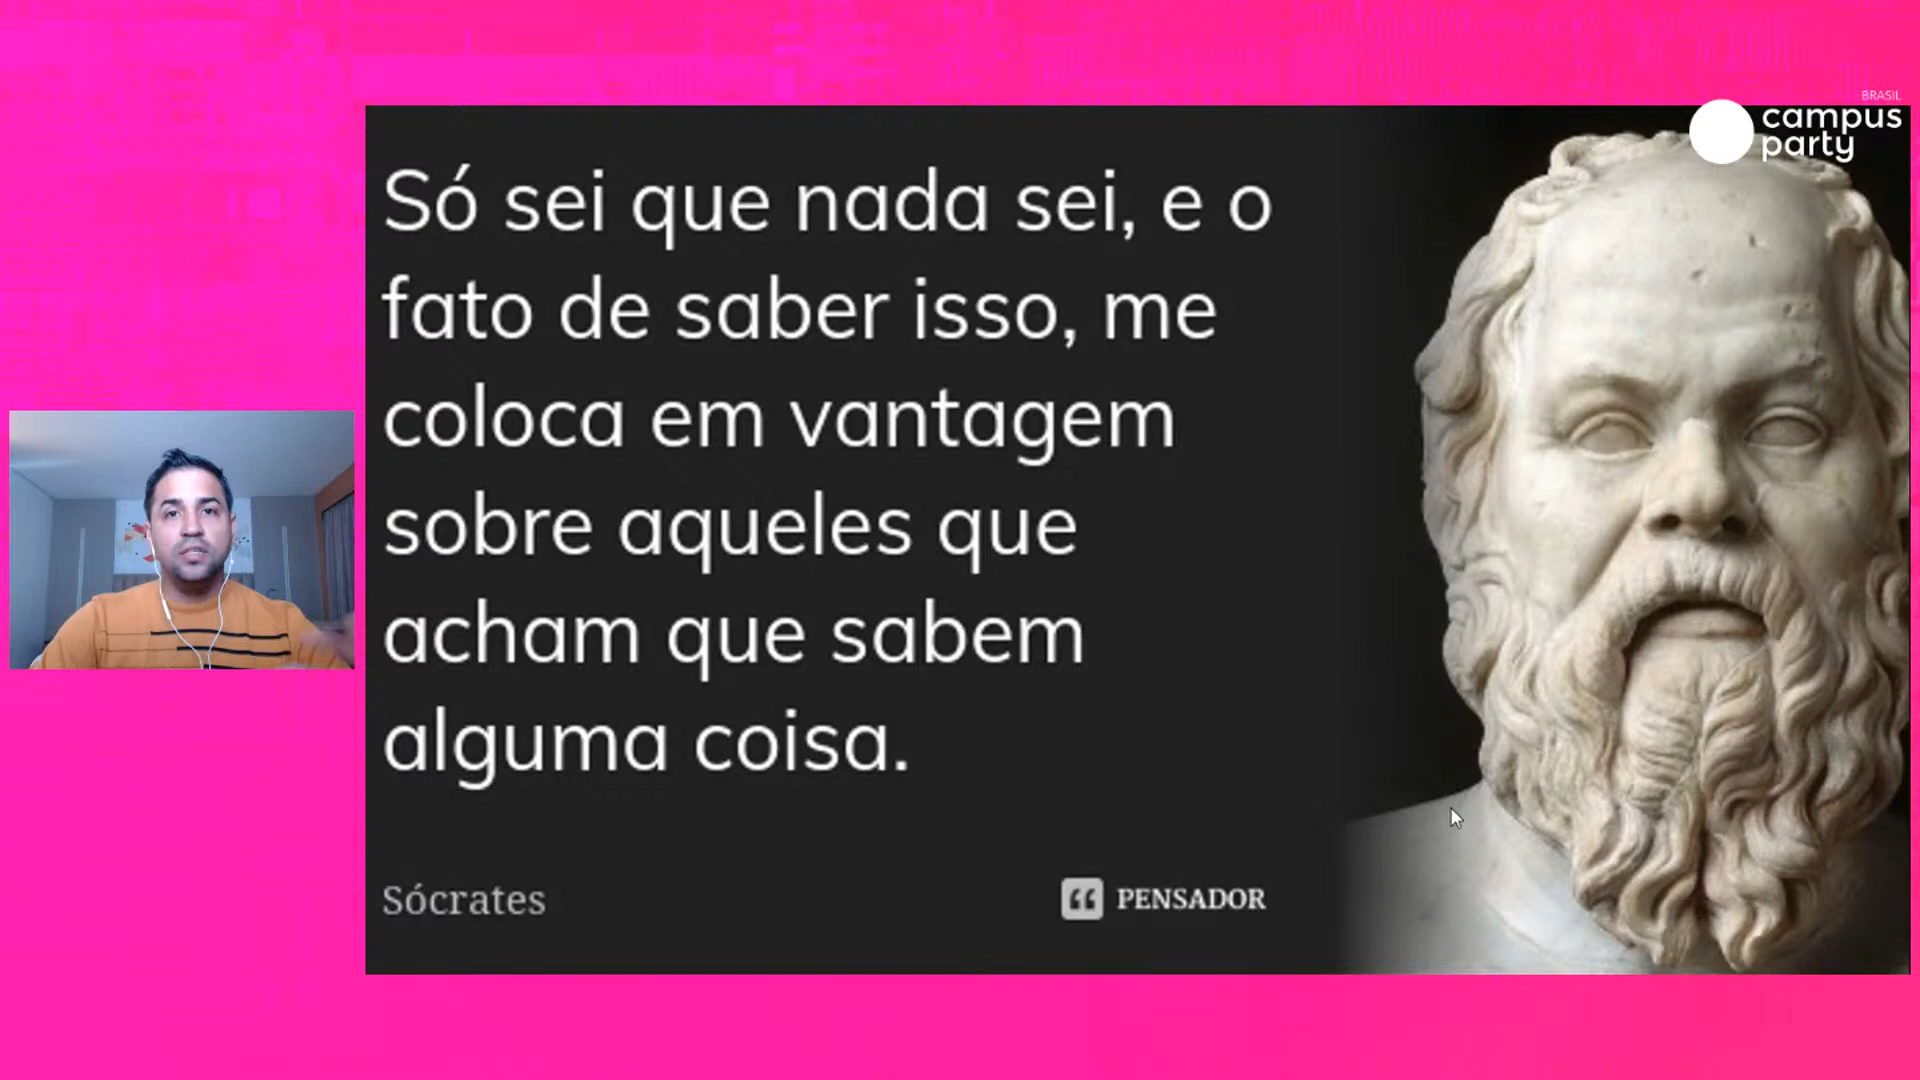 BRASIL
campus
party
Só sei que nada sei, e o
fato de saber isso, me
coloca em vantagem
sobre aqueles que
acham que sabem
alguma coisa.
Sócrates
PENSADOR